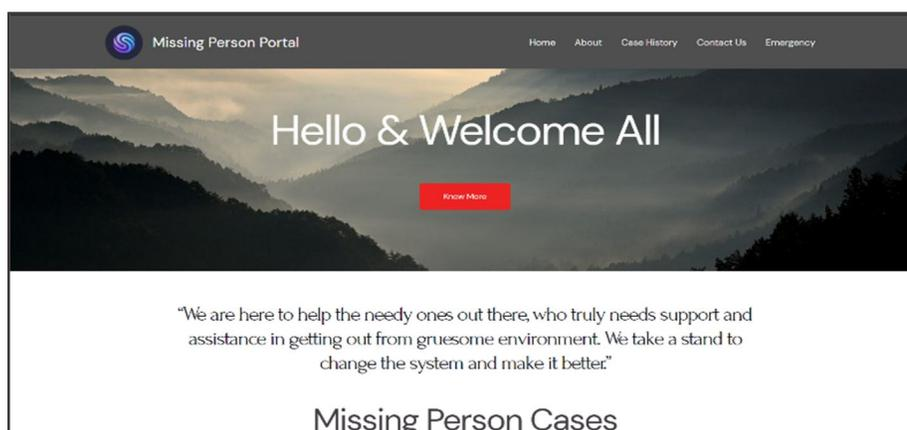 Missing Person Portal
Home About Case History Contact Us Emergency
Hello & Welcome All
Know More
“We are here to help the needy ones out there, who truly needs support and
assistance in getting out from gruesome environment. We take a stand to
change the system and make it better.”
Missing Person Cases